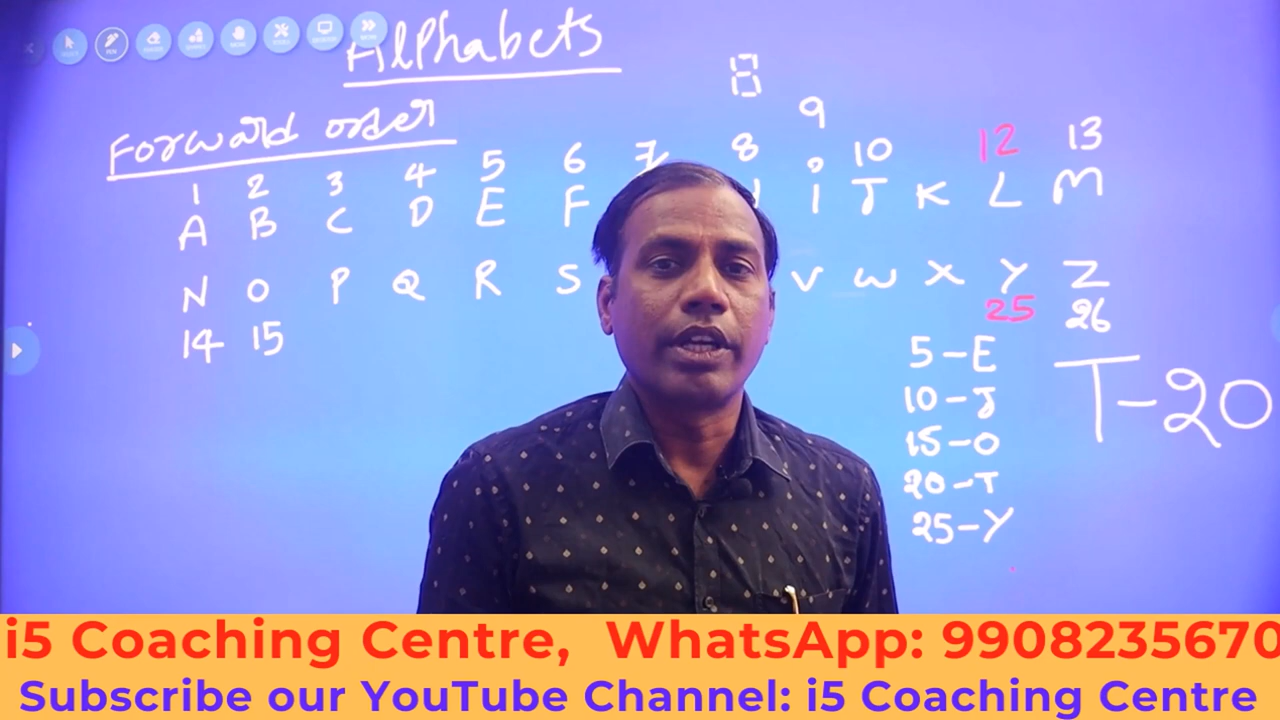 Alphabets
8
Forward order
9
1 2 3 4 5 6 7 8 10 12 13
A B C D E F I J K L M
N O P Q R S V W X Y Z
14 15 25 26
5-E
10-J
15-O
20-T
25-Y
T-20
i5 Coaching Centre, WhatsApp: 9908235670
Subscribe our YouTube Channel: i5 Coaching Centre